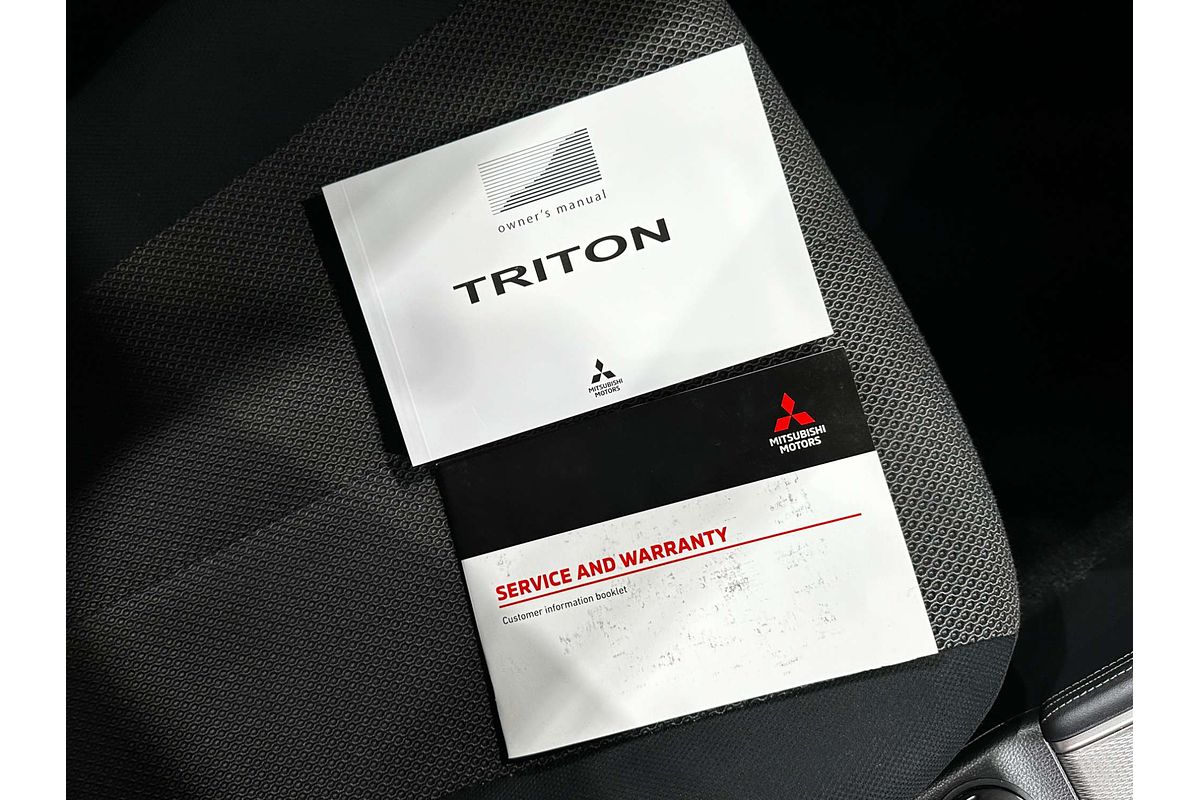 owner's manual
TRITON
MITSUBISHI
MOTORS
MITSUBISHI
MOTORS
SERVICE AND WARRANTY
Customer information booklet